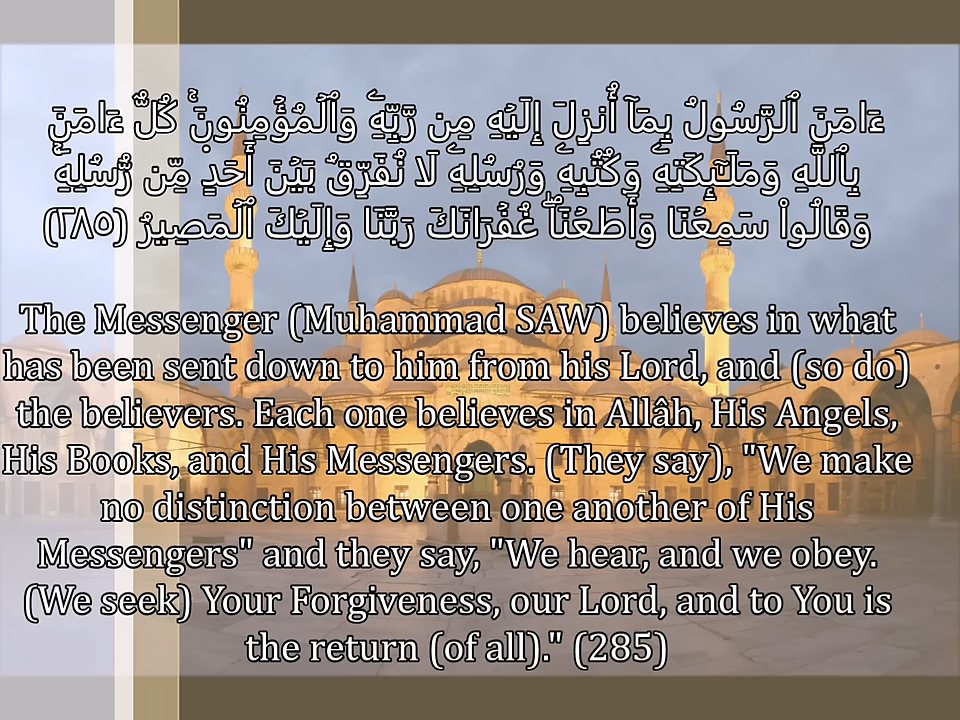 ءَامَنَ ٱلرَّسُولُ بِمَآ أُنزِلَ إِلَيْهِ مِن رَّبِّهِۦ وَٱلْمُؤْمِنُونَ ۚ كُلٌّ ءَامَنَ
بِٱللَّهِ وَمَلَـٰٓئِكَتِهِۦ وَكُتُبِهِۦ وَرُسُلِهِۦ لَا نُفَرِّقُ بَيْنَ أَحَدٍ مِّن رُّسُلِهِۦ ۚ
وَقَالُوا۟ سَمِعْنَا وَأَطَعْنَا ۖ غُفْرَانَكَ رَبَّنَا وَإِلَيْكَ ٱلْمَصِيرُ (٢٨٥)
The Messenger (Muhammad SAW) believes in what
has been sent down to him from his Lord, and (so do)
the believers. Each one believes in Allâh, His Angels,
His Books, and His Messengers. (They say), "We make
no distinction between one another of His
Messengers" and they say, "We hear, and we obey.
(We seek) Your Forgiveness, our Lord, and to You is
the return (of all)." (285)